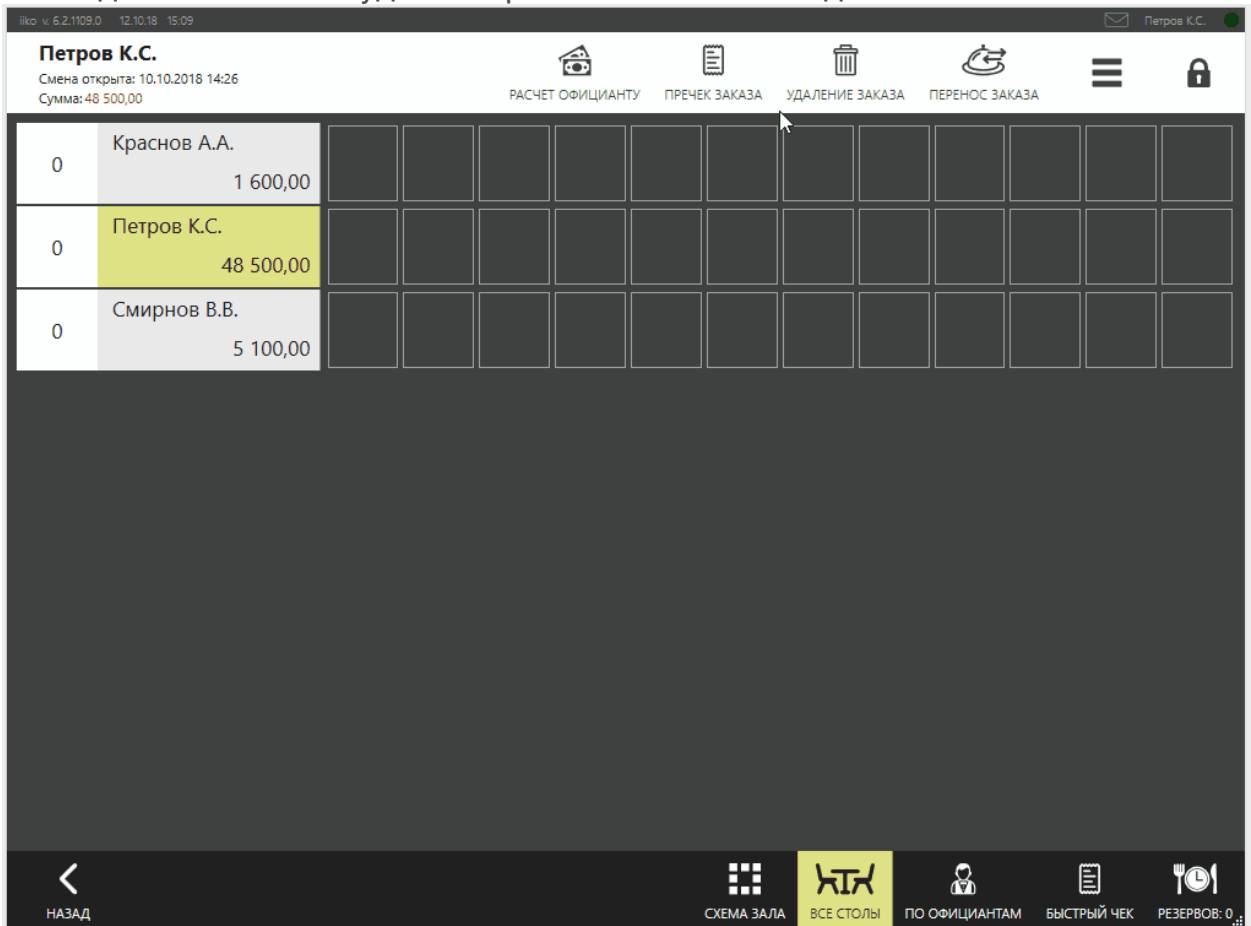 iiko v. 6.2.1109.0 12.10.18 15:09 Петров К.С.
Петров К.С.
Смена открыта: 10.10.2018 14:26
Сумма: 48 500,00
РАСЧЕТ ОФИЦИАНТУ ПРЕЧЕК ЗАКАЗА УДАЛЕНИЕ ЗАКАЗА ПЕРЕНОС ЗАКАЗА
0 Краснов А.А.
1 600,00
0 Петров К.С.
48 500,00
0 Смирнов В.В.
5 100,00
НАЗАД СХЕМА ЗАЛА ВСЕ СТОЛЫ ПО ОФИЦИАНТАМ БЫСТРЫЙ ЧЕК РЕЗЕРВОВ: 0